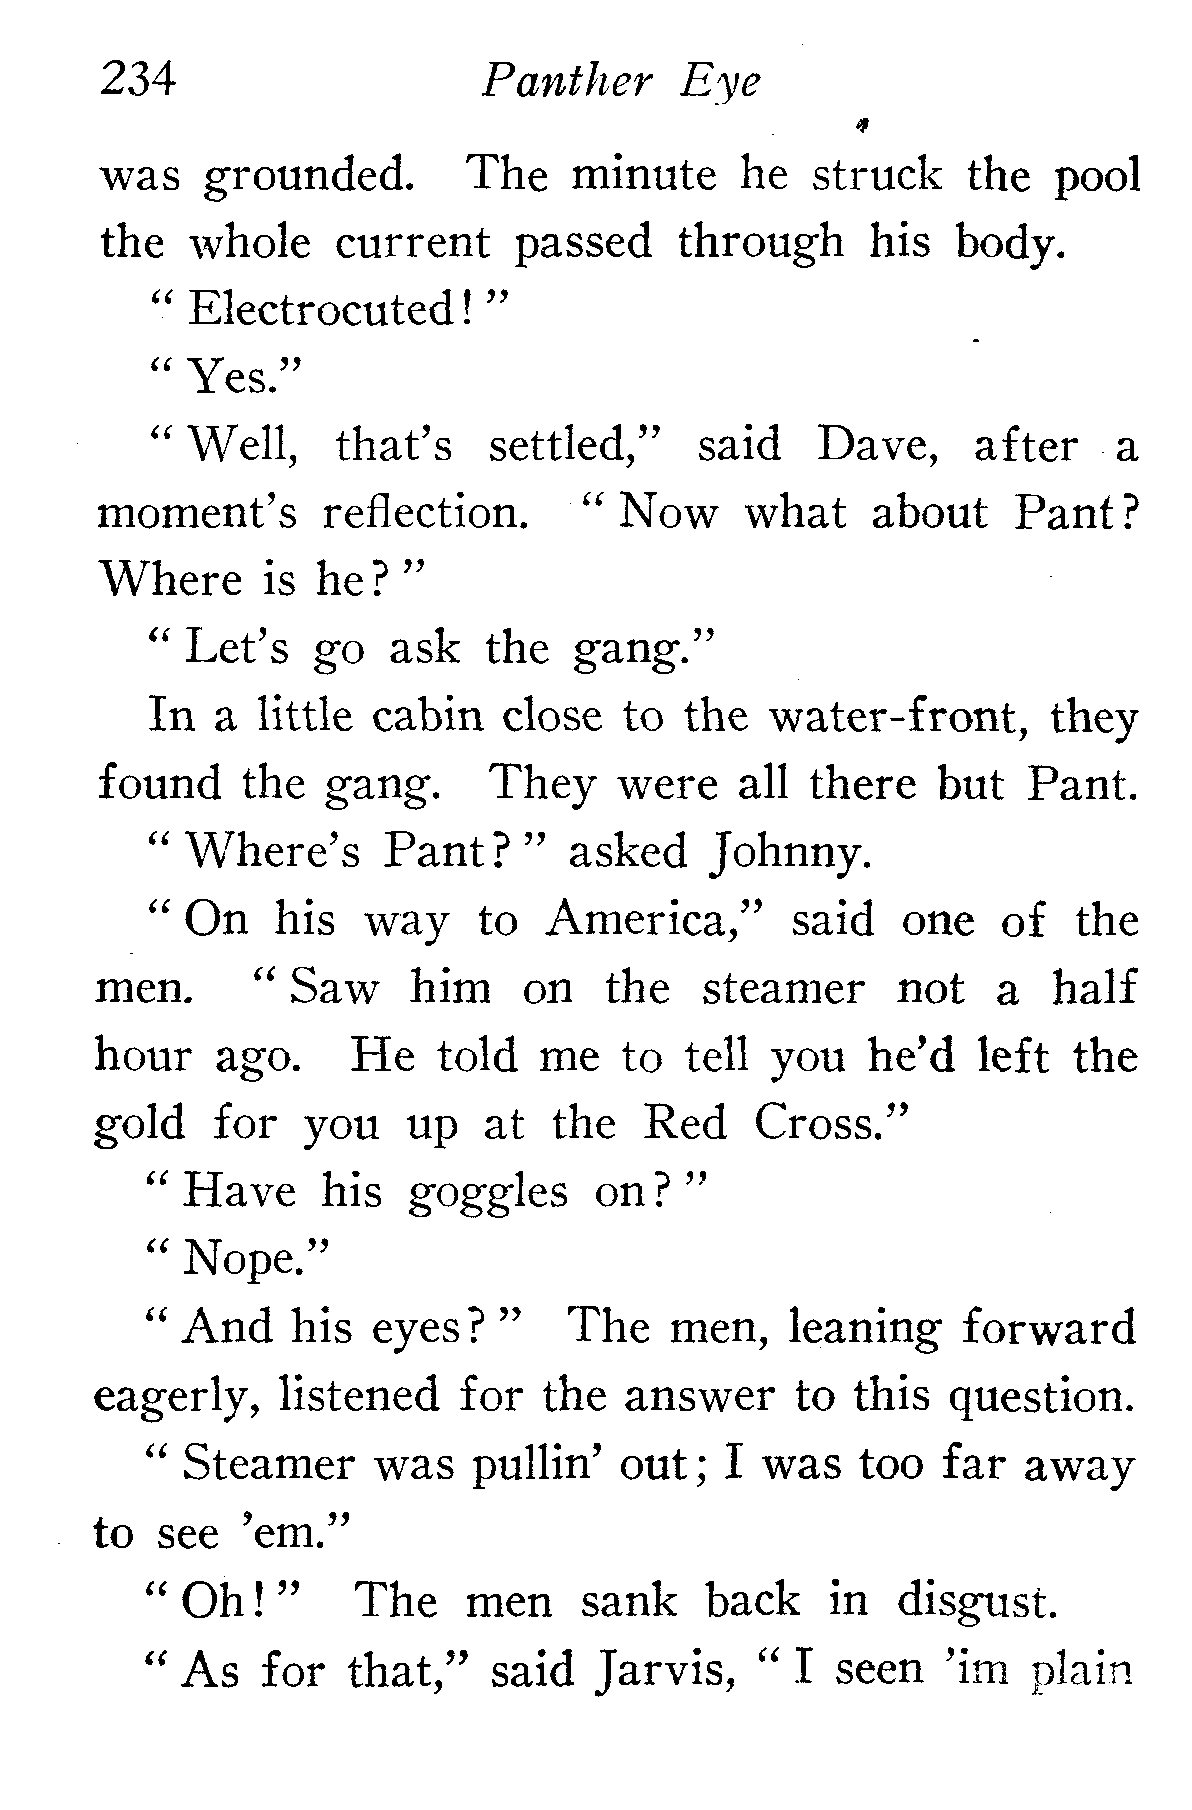 234 Panther Eye
was grounded. The minute he struck the pool
the whole current passed through his body.
“ Electrocuted! ”
“ Yes.”
“ Well, that’s settled,” said Dave, after a
moment’s reflection. “ Now what about Pant?
Where is he? ”
“ Let’s go ask the gang.”
In a little cabin close to the water-front, they
found the gang. They were all there but Pant.
“ Where’s Pant? ” asked Johnny.
“ On his way to America,” said one of the
men. “ Saw him on the steamer not a half
hour ago. He told me to tell you he’d left the
gold for you up at the Red Cross.”
“ Have his goggles on? ”
“ Nope.”
“ And his eyes? ” The men, leaning forward
eagerly, listened for the answer to this question.
“ Steamer was pullin’ out; I was too far away
to see ’em.”
“ Oh! ” The men sank back in disgust.
“ As for that,” said Jarvis, “ I seen ’im plain